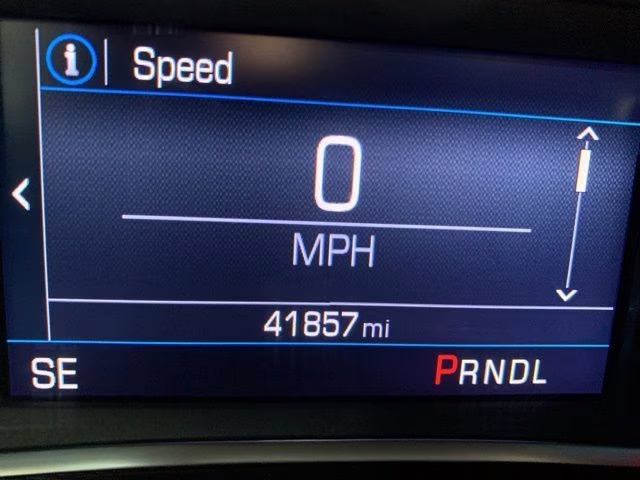 i Speed
0
MPH
41857 mi
SE
PRNDL